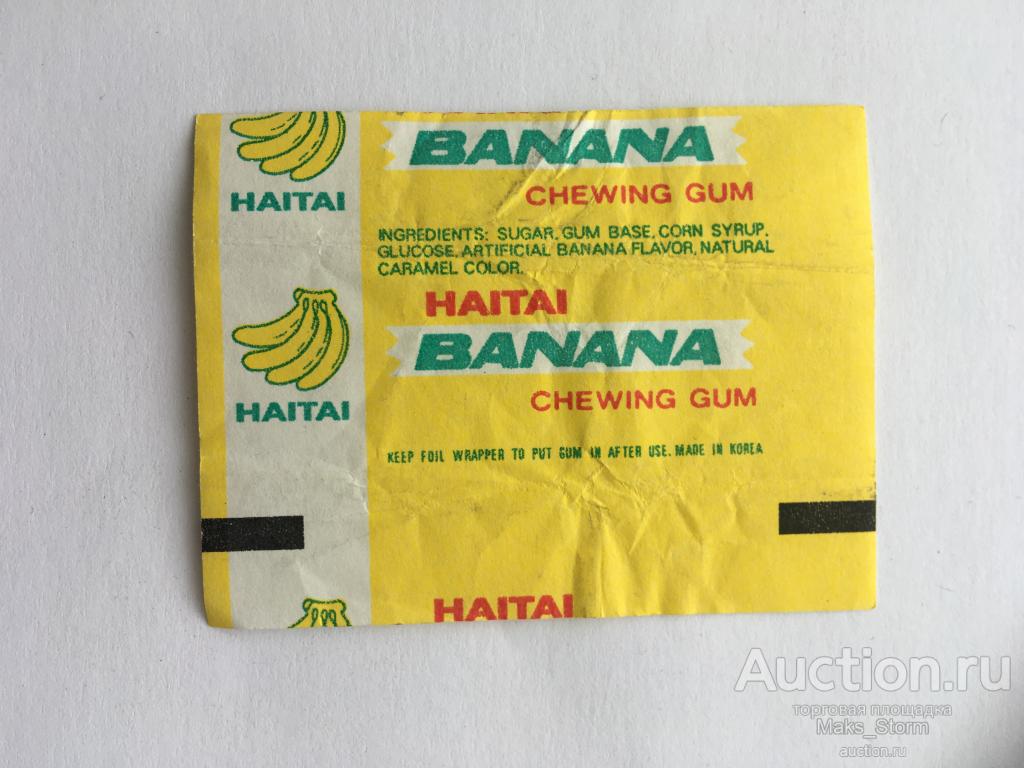 BANANA
HAITAI
CHEWING GUM
INGREDIENTS: SUGAR, GUM BASE, CORN SYRUP,
GLUCOSE, ARTIFICIAL BANANA FLAVOR, NATURAL
CARAMEL COLOR.
HAITAI
BANANA
HAITAI
CHEWING GUM
KEEP FOIL WRAPPER TO PUT GUM IN AFTER USE. MADE IN KOREA
HAITAI
Auction.ru
торговая площадка
Maks_Storm
auction.ru